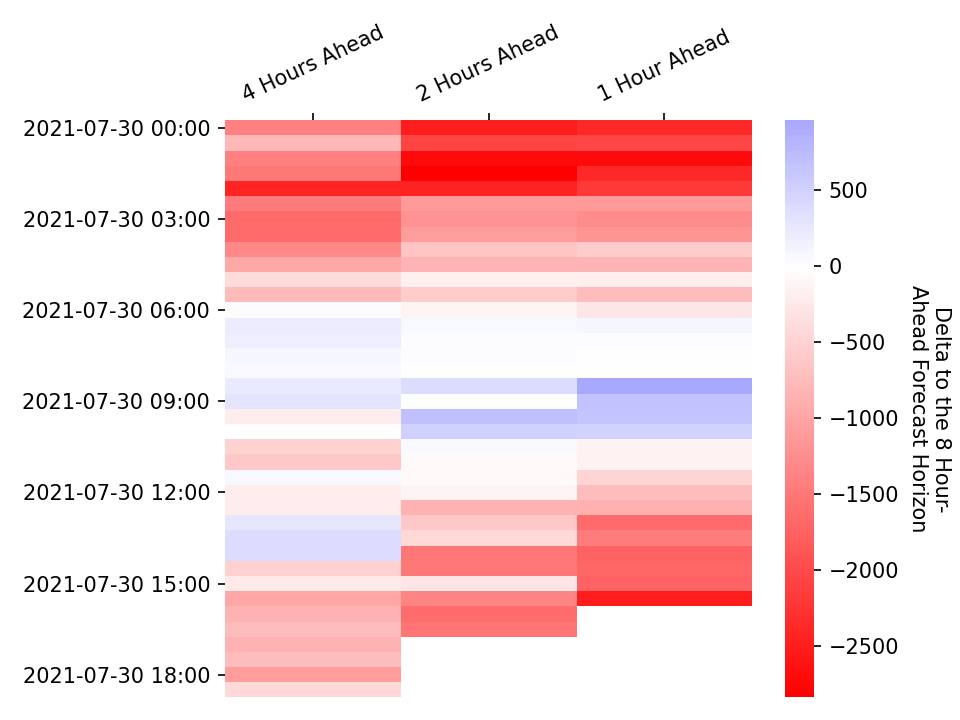 4 Hours Ahead
2 Hours Ahead
1 Hour Ahead
2021-07-30 00:00
2021-07-30 03:00
2021-07-30 06:00
2021-07-30 09:00
2021-07-30 12:00
2021-07-30 15:00
2021-07-30 18:00
500
0
−500
−1000
−1500
−2000
−2500
Delta to the 8 Hour-
Ahead Forecast Horizon